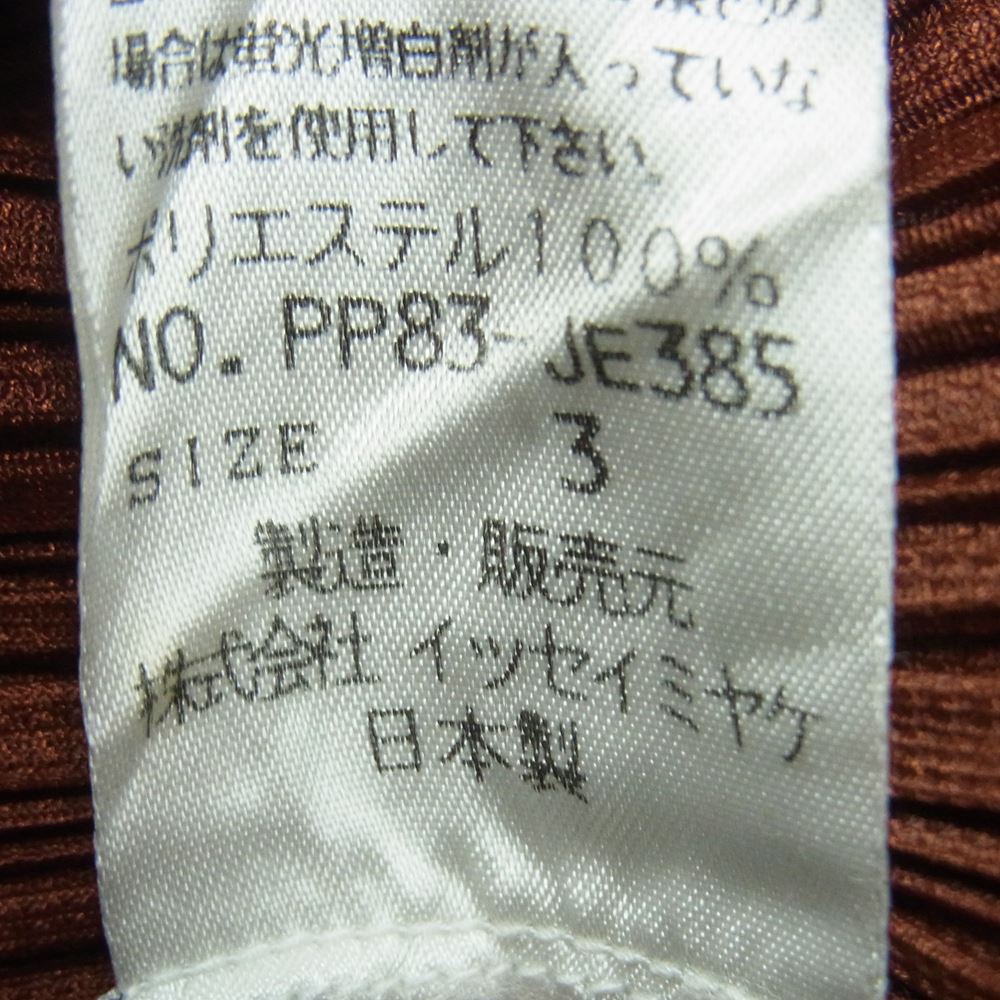 淡色の
場合は蛍光増白剤が入っていな
い洗剤を使用して下さい。
ポリエステル100%
NO. PP83-JE385
SIZE 3
製造・販売元
株式会社 イッセイミヤケ
日本製